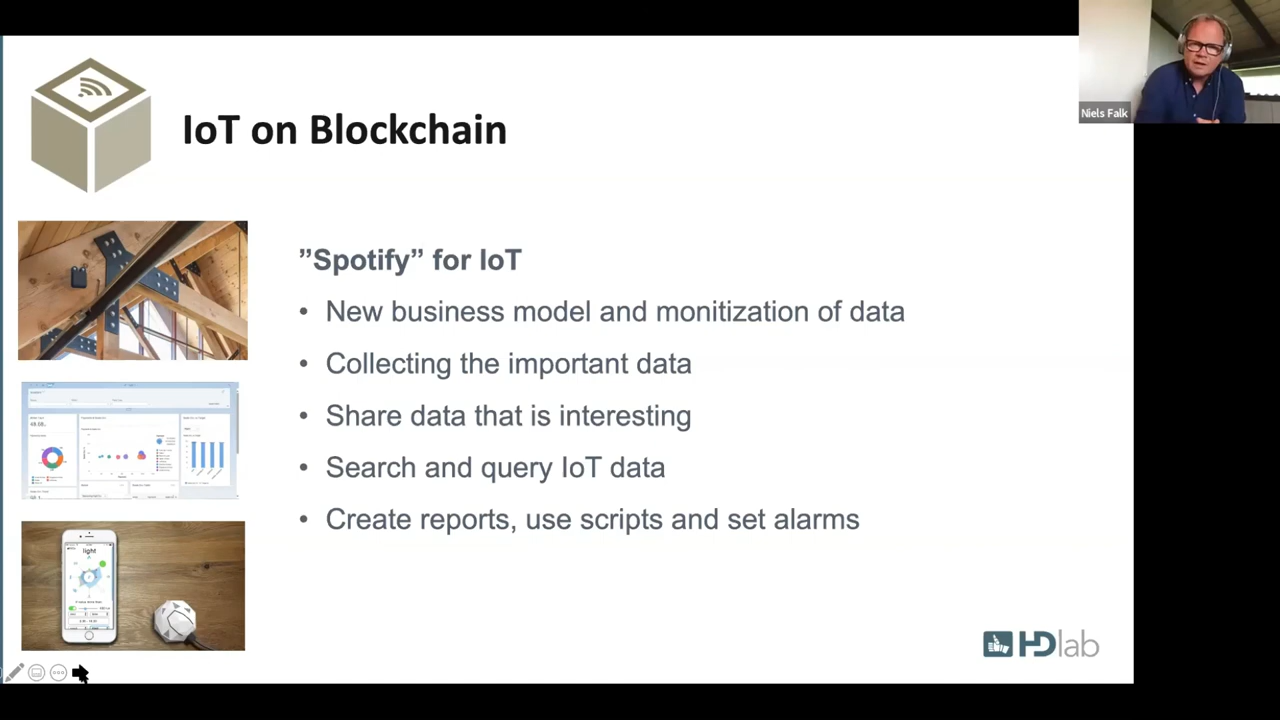 Niels Falk
IoT on Blockchain
”Spotify” for IoT
• New business model and monitization of data
• Collecting the important data
• Share data that is interesting
• Search and query IoT data
• Create reports, use scripts and set alarms
light
HDlab